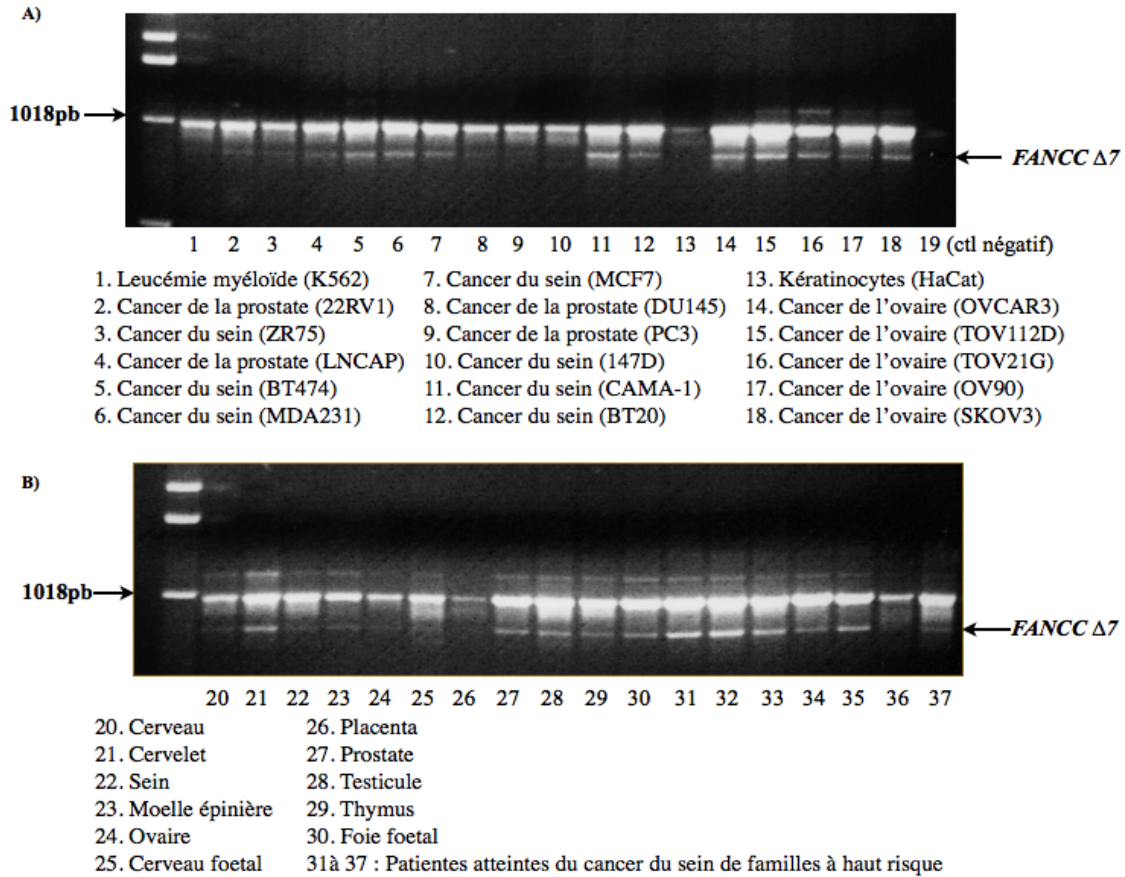 A)
1018pb
FANCC Δ7
1 2 3 4 5 6 7 8 9 10 11 12 13 14 15 16 17 18 19 (ctl négatif)
1. Leucémie myéloïde (K562)
2. Cancer de la prostate (22RV1)
3. Cancer du sein (ZR75)
4. Cancer de la prostate (LNCAP)
5. Cancer du sein (BT474)
6. Cancer du sein (MDA231)
7. Cancer du sein (MCF7)
8. Cancer de la prostate (DU145)
9. Cancer de la prostate (PC3)
10. Cancer du sein (147D)
11. Cancer du sein (CAMA-1)
12. Cancer du sein (BT20)
13. Kératinocytes (HaCat)
14. Cancer de l'ovaire (OVCAR3)
15. Cancer de l'ovaire (TOV112D)
16. Cancer de l'ovaire (TOV21G)
17. Cancer de l'ovaire (OV90)
18. Cancer de l'ovaire (SKOV3)
B)
1018pb
FANCC Δ7
20 21 22 23 24 25 26 27 28 29 30 31 32 33 34 35 36 37
20. Cerveau
21. Cervelet
22. Sein
23. Moelle épinière
24. Ovaire
25. Cerveau foetal
26. Placenta
27. Prostate
28. Testicule
29. Thymus
30. Foie foetal
31à 37 : Patientes atteintes du cancer du sein de familles à haut risque